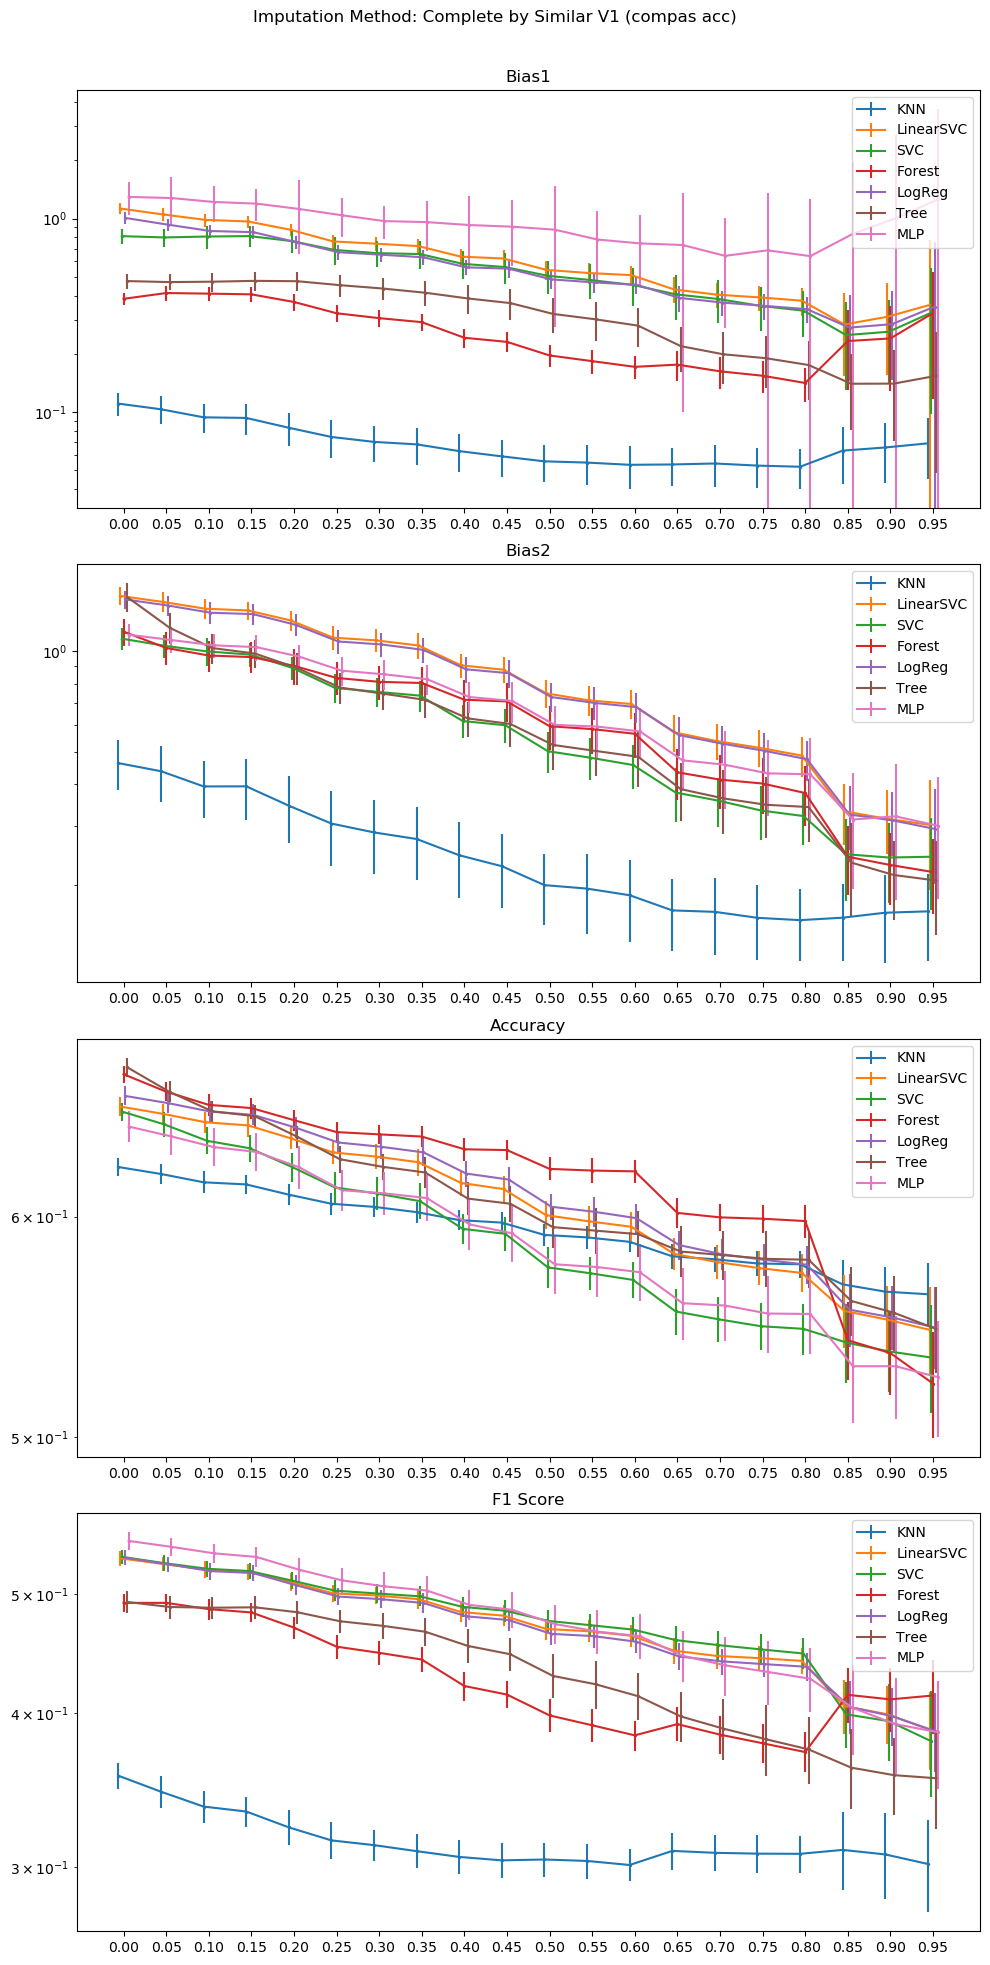 Imputation Method: Complete by Similar V1 (compas acc)
Bias1
10⁰
10⁻¹
KNN
LinearSVC
SVC
Forest
LogReg
Tree
MLP
0.00 0.05 0.10 0.15 0.20 0.25 0.30 0.35 0.40 0.45 0.50 0.55 0.60 0.65 0.70 0.75 0.80 0.85 0.90 0.95
Bias2
10⁰
KNN
LinearSVC
SVC
Forest
LogReg
Tree
MLP
0.00 0.05 0.10 0.15 0.20 0.25 0.30 0.35 0.40 0.45 0.50 0.55 0.60 0.65 0.70 0.75 0.80 0.85 0.90 0.95
Accuracy
6 × 10⁻¹
5 × 10⁻¹
KNN
LinearSVC
SVC
Forest
LogReg
Tree
MLP
0.00 0.05 0.10 0.15 0.20 0.25 0.30 0.35 0.40 0.45 0.50 0.55 0.60 0.65 0.70 0.75 0.80 0.85 0.90 0.95
F1 Score
5 × 10⁻¹
4 × 10⁻¹
3 × 10⁻¹
KNN
LinearSVC
SVC
Forest
LogReg
Tree
MLP
0.00 0.05 0.10 0.15 0.20 0.25 0.30 0.35 0.40 0.45 0.50 0.55 0.60 0.65 0.70 0.75 0.80 0.85 0.90 0.95